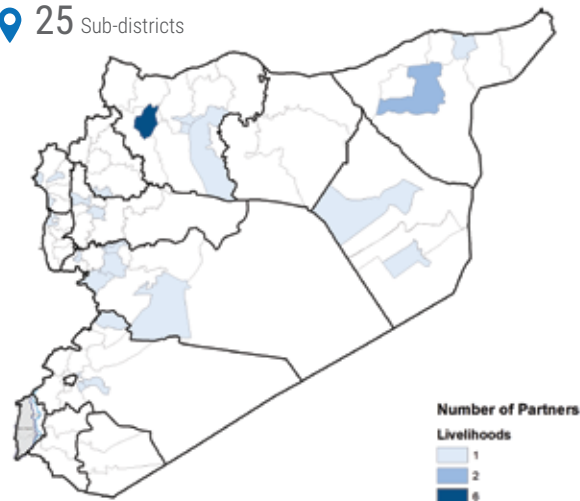 25 Sub-districts
Number of Partners
Livelihoods
1
2
6